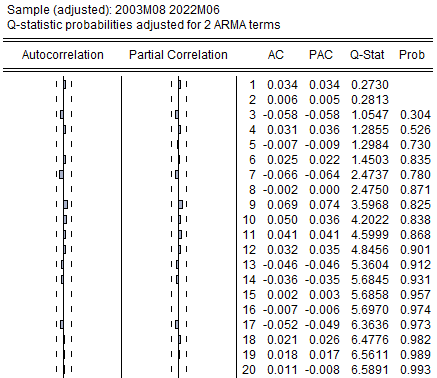 Sample (adjusted): 2003M08 2022M06
Q-statistic probabilities adjusted for 2 ARMA terms
Autocorrelation Partial Correlation AC PAC Q-Stat Prob
1 0.034 0.034 0.2730
2 0.006 0.005 0.2813
3 -0.058 -0.058 1.0547 0.304
4 0.031 0.036 1.2855 0.526
5 -0.007 -0.009 1.2984 0.730
6 0.025 0.022 1.4503 0.835
7 -0.066 -0.064 2.4737 0.780
8 -0.002 0.000 2.4750 0.871
9 0.069 0.074 3.5968 0.825
10 0.050 0.036 4.2022 0.838
11 0.041 0.041 4.5999 0.868
12 0.032 0.035 4.8456 0.901
13 -0.046 -0.046 5.3604 0.912
14 -0.036 -0.035 5.6845 0.931
15 0.002 0.003 5.6858 0.957
16 -0.007 -0.006 5.6970 0.974
17 -0.052 -0.049 6.3636 0.973
18 0.021 0.026 6.4776 0.982
19 0.018 0.017 6.5611 0.989
20 0.011 -0.008 6.5891 0.993